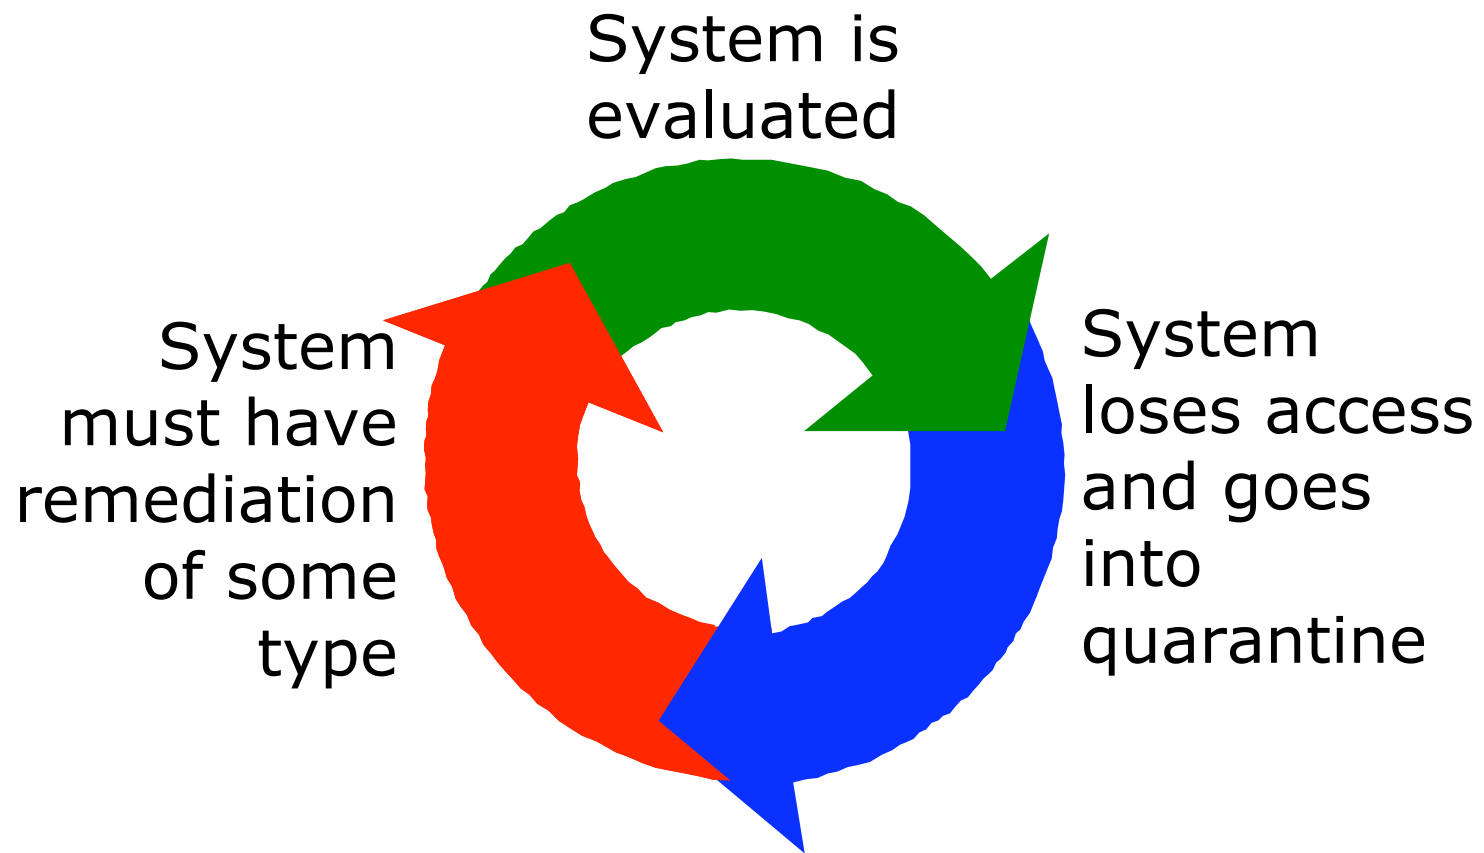 System is
evaluated
System
loses access
and goes
into
quarantine
System
must have
remediation
of some
type